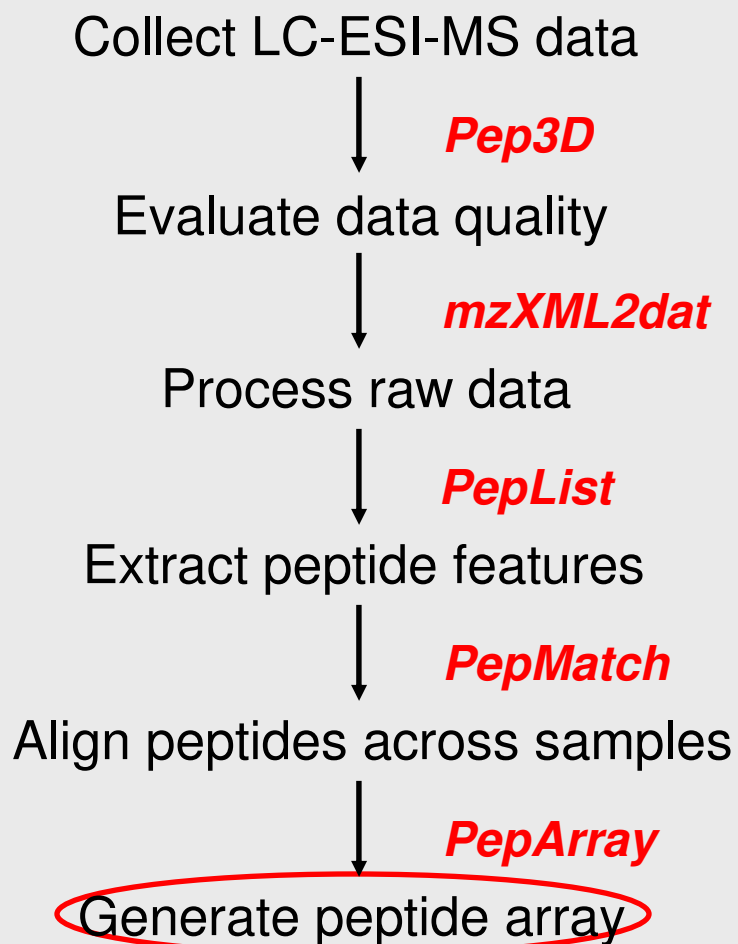 Collect LC-ESI-MS data
Pep3D
Evaluate data quality
mzXML2dat
Process raw data
PepList
Extract peptide features
PepMatch
Align peptides across samples
PepArray
Generate peptide array